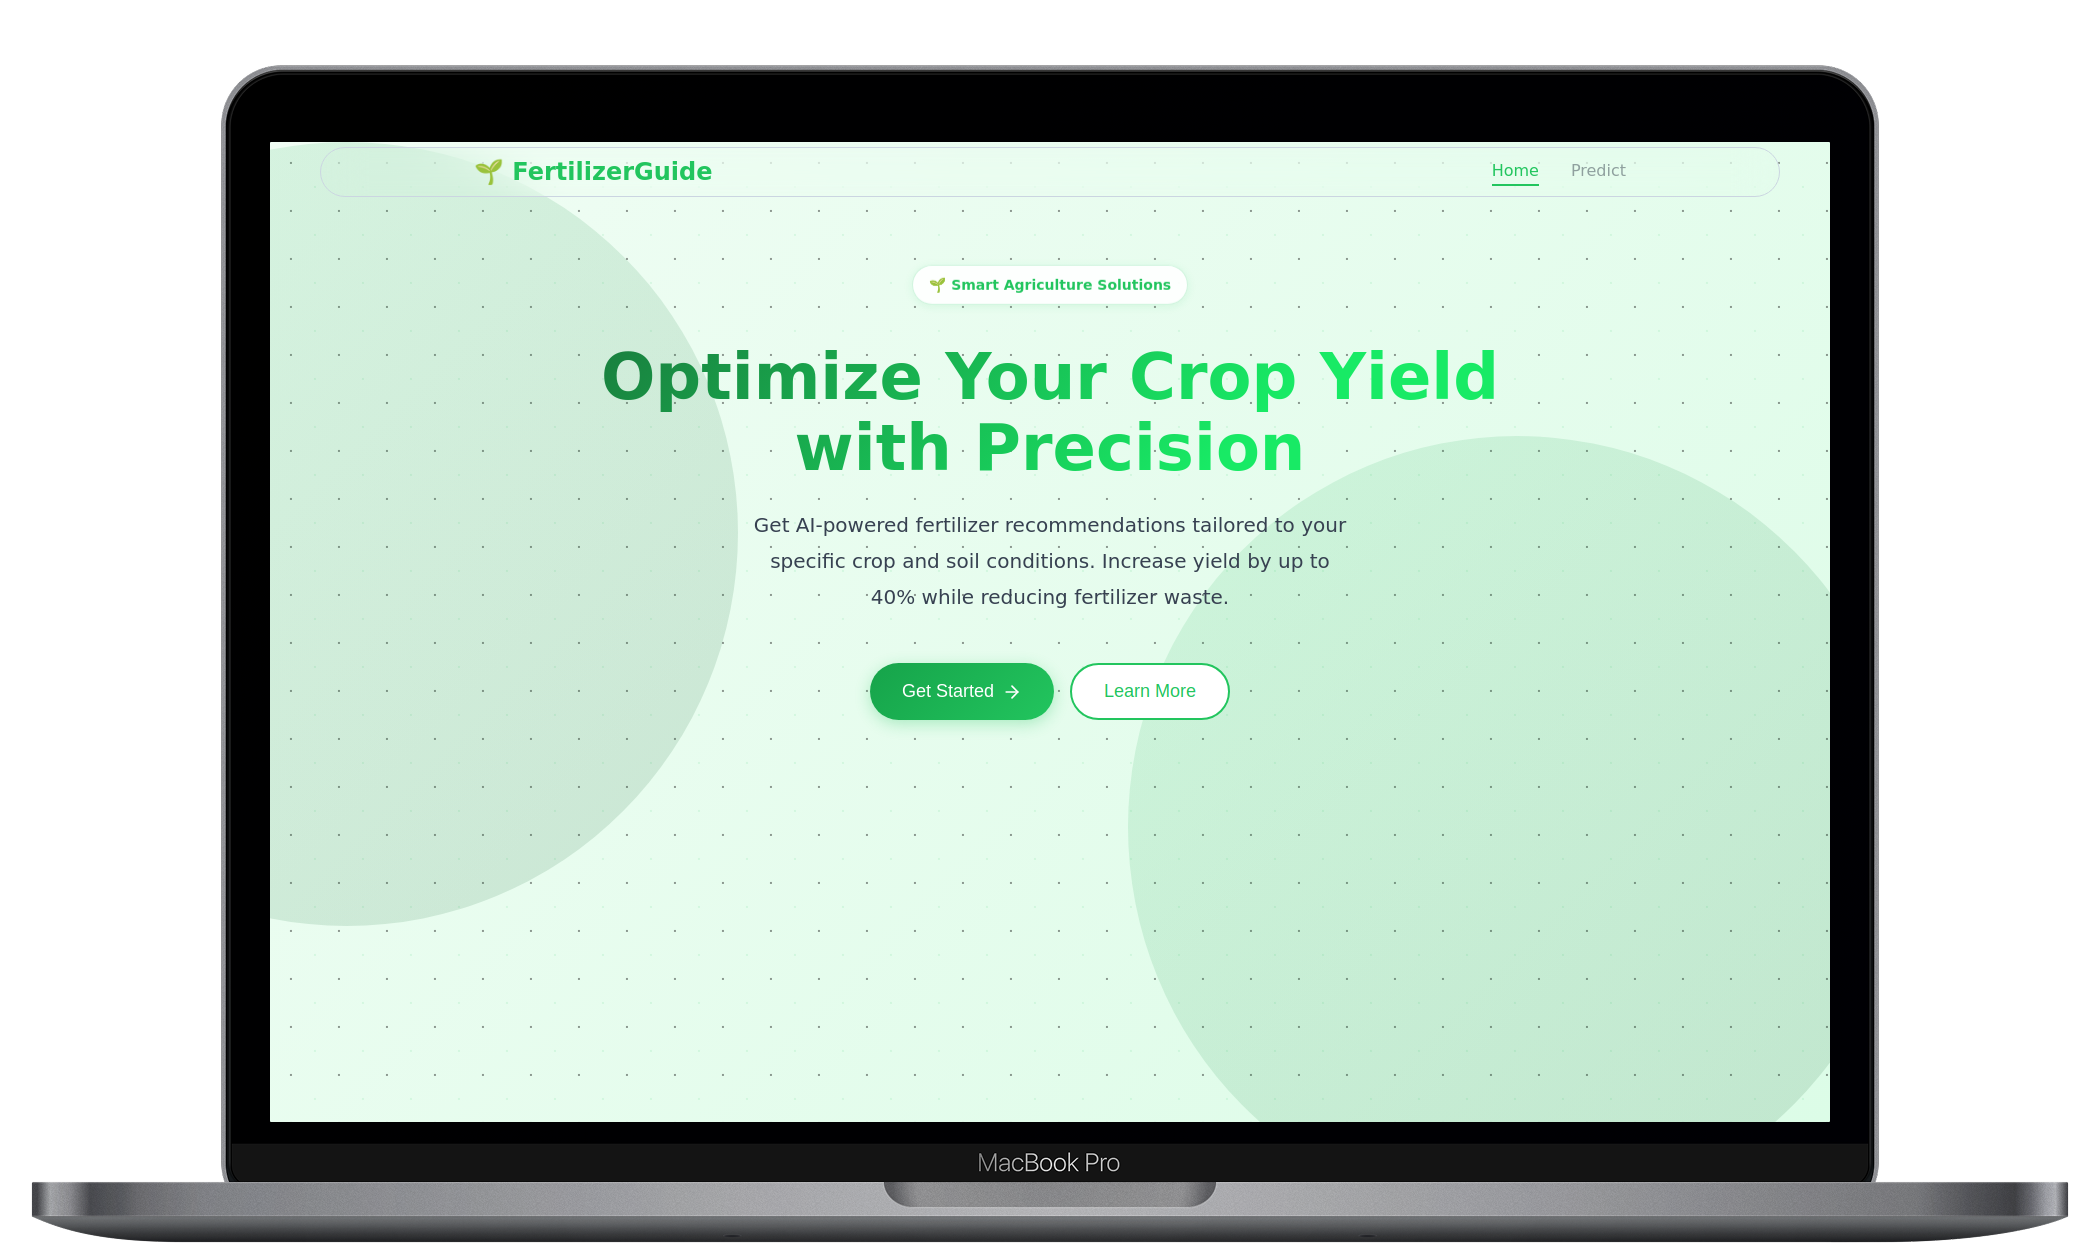 🌱 FertilizerGuide
Home
Predict
🌱 Smart Agriculture Solutions
Optimize Your Crop Yield
with Precision
Get AI-powered fertilizer recommendations tailored to your
specific crop and soil conditions. Increase yield by up to
40% while reducing fertilizer waste.
Get Started →
Learn More
MacBook Pro